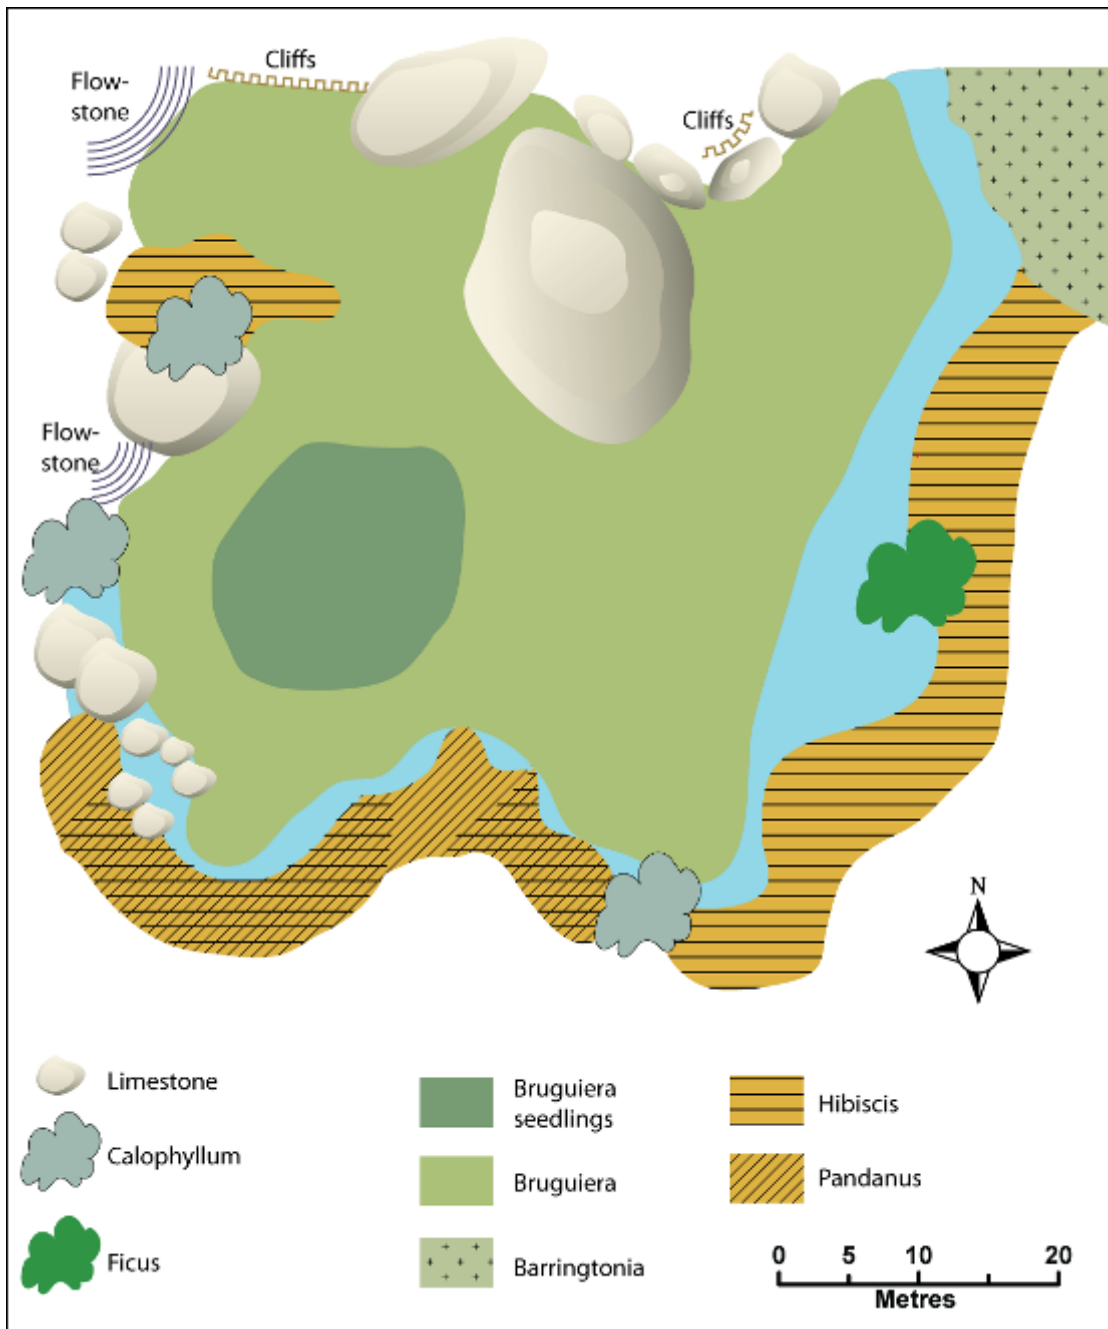 Cliffs
Flow-
stone
Cliffs
Flow-
stone
N
Limestone
Calophyllum
Ficus
Bruguiera
seedlings
Bruguiera
Barringtonia
Hibiscis
Pandanus
0 5 10 20
Metres